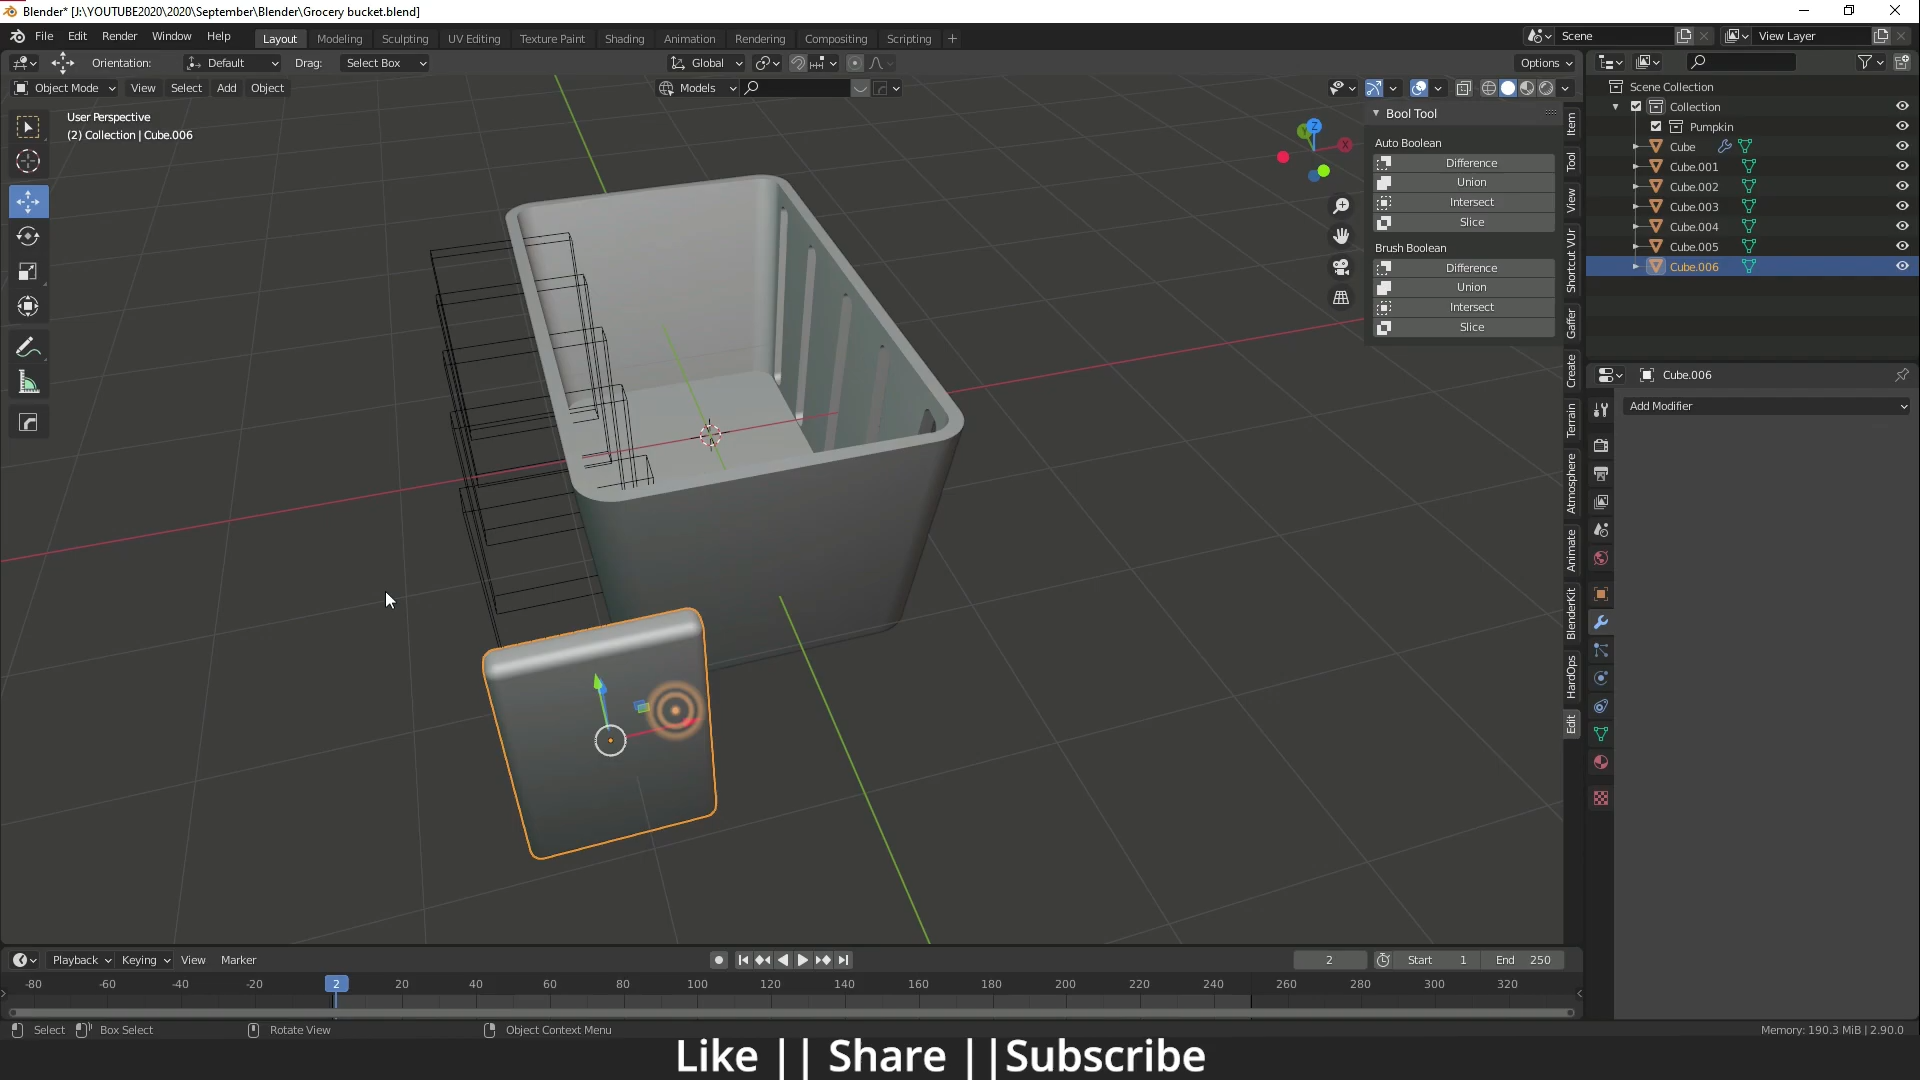 Blender* [J:\YOUTUBE2020\2020\September\Blender\Grocery bucket.blend]
File Edit Render Window Help Layout Modeling Sculpting UV Editing Texture Paint Shading Animation Rendering Compositing Scripting + Scene View Layer
Orientation: Default Drag: Select Box Global Options
Object Mode View Select Add Object Models
User Perspective
(2) Collection | Cube.006
Z
Y
X
Bool Tool
Auto Boolean
Difference
Union
Intersect
Slice
Brush Boolean
Difference
Union
Intersect
Slice
Item
Tool
View
Shortcut VUr
Gaffer
Create
Terrain
Atmosphere
Animate
BlenderKit
HardOps
Edit
Scene Collection
Collection
Pumpkin
Cube
Cube.001
Cube.002
Cube.003
Cube.004
Cube.005
Cube.006
Cube.006
Add Modifier
Playback Keying View Marker 2 Start 1 End 250
-80 -60 -40 -20 2 20 40 60 80 100 120 140 160 180 200 220 240 260 280 300 320
Select Box Select Rotate View Object Context Menu Memory: 190.3 MiB | 2.90.0
Like || Share ||Subscribe